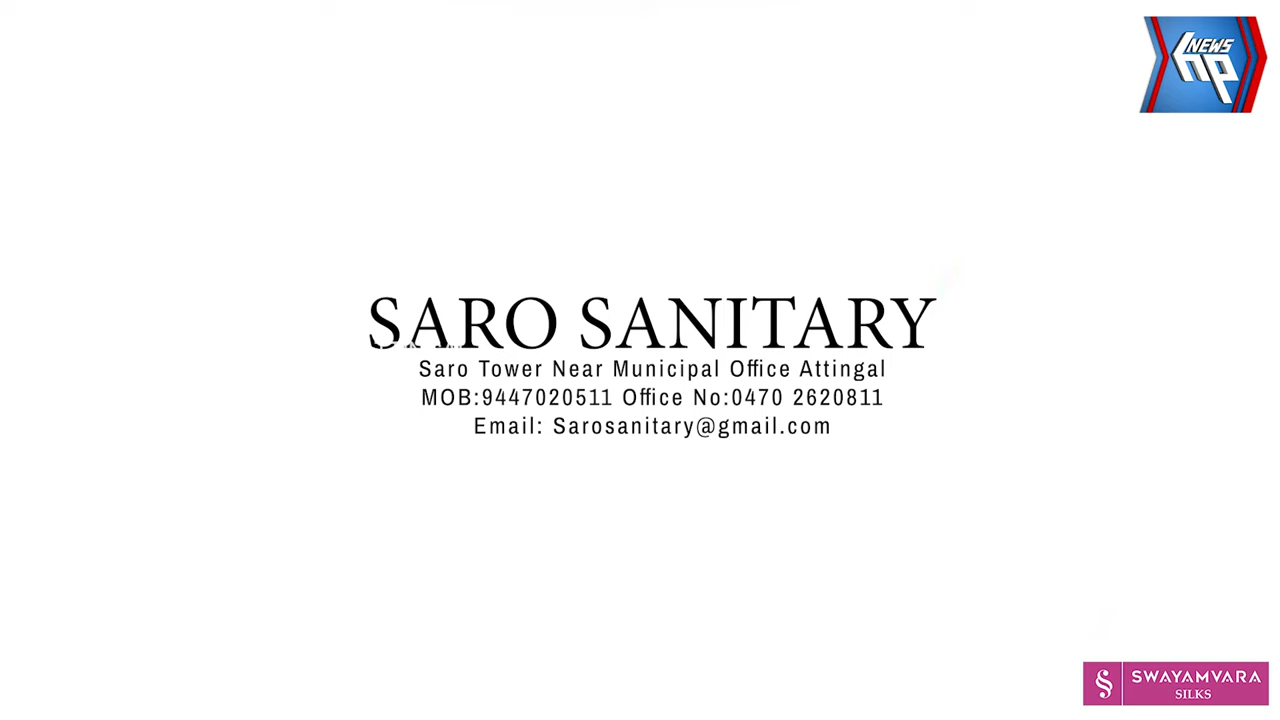 NEWS
np
SARO SANITARY
Saro Tower Near Municipal Office Attingal
MOB:9447020511 Office No:0470 2620811
Email: Sarosanitary@gmail.com
SWAYAMVARA
SILKS